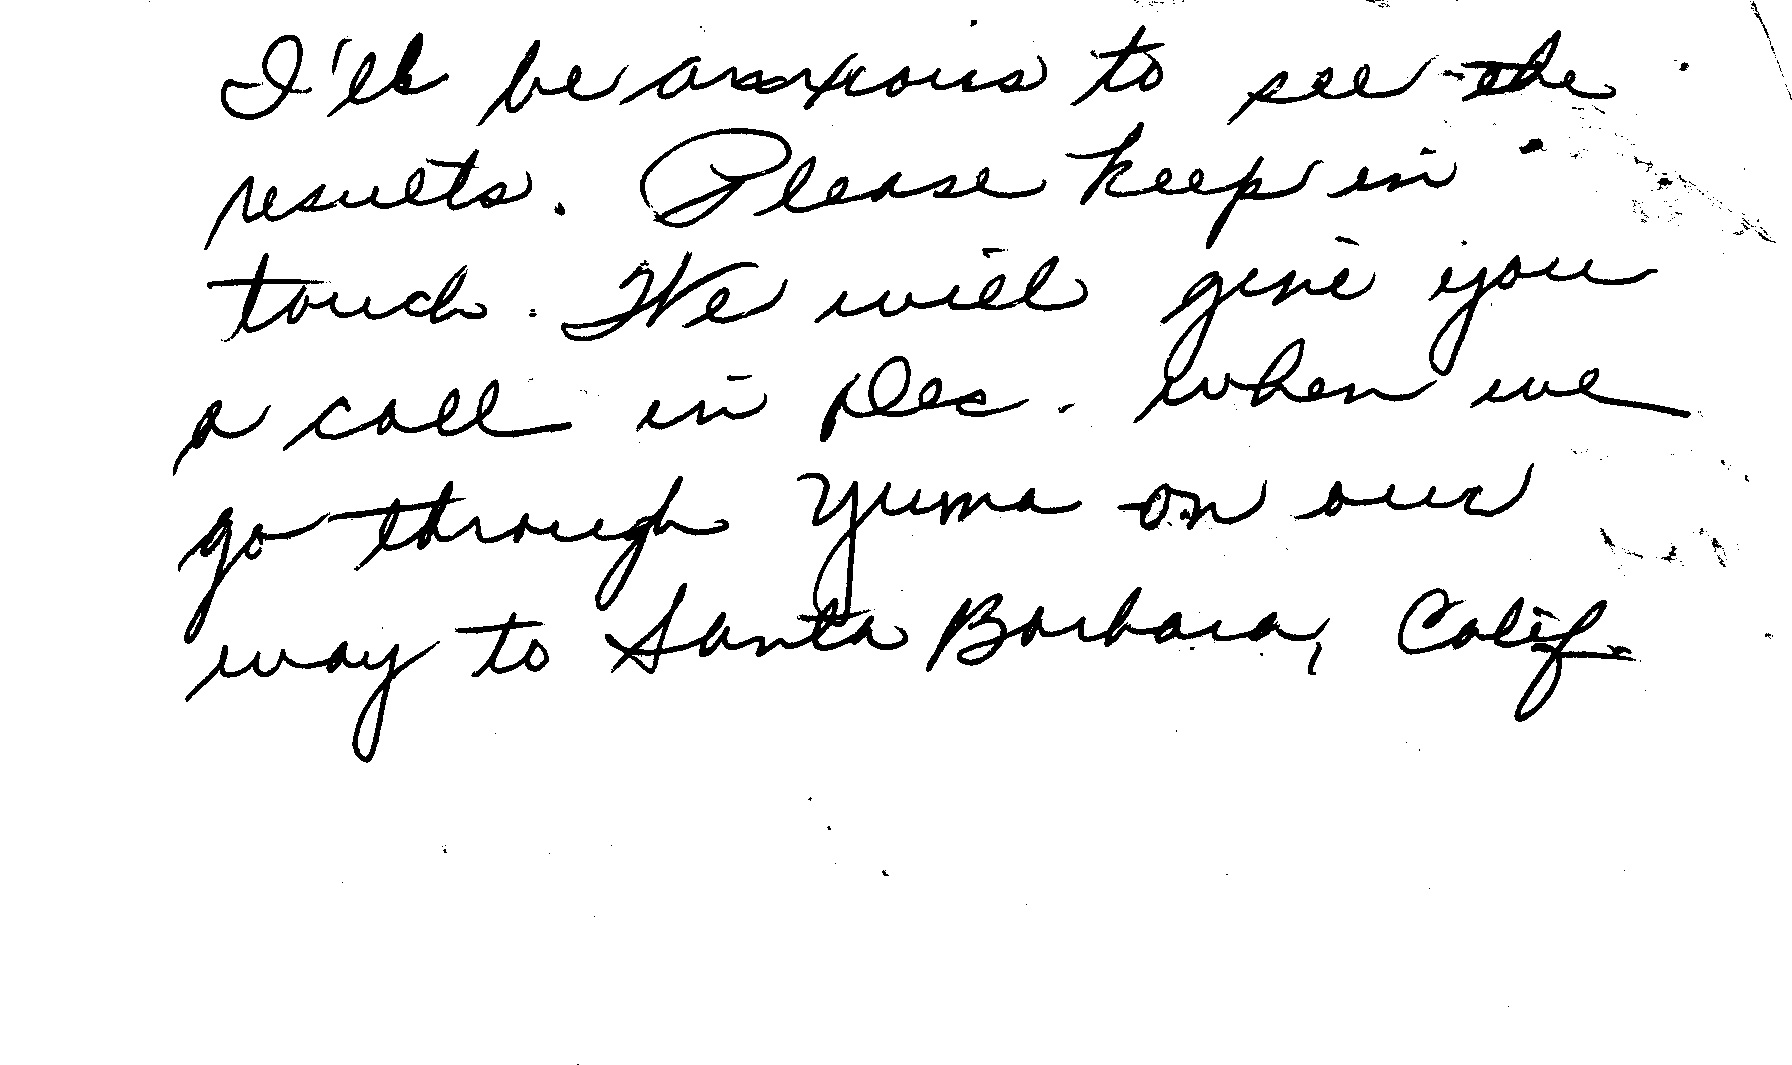 I'll be anxious to see the
results. Please keep in
touch. We will give you
a call in Dec. when we
go through Yuma on our
way to Santa Barbara, Calif.